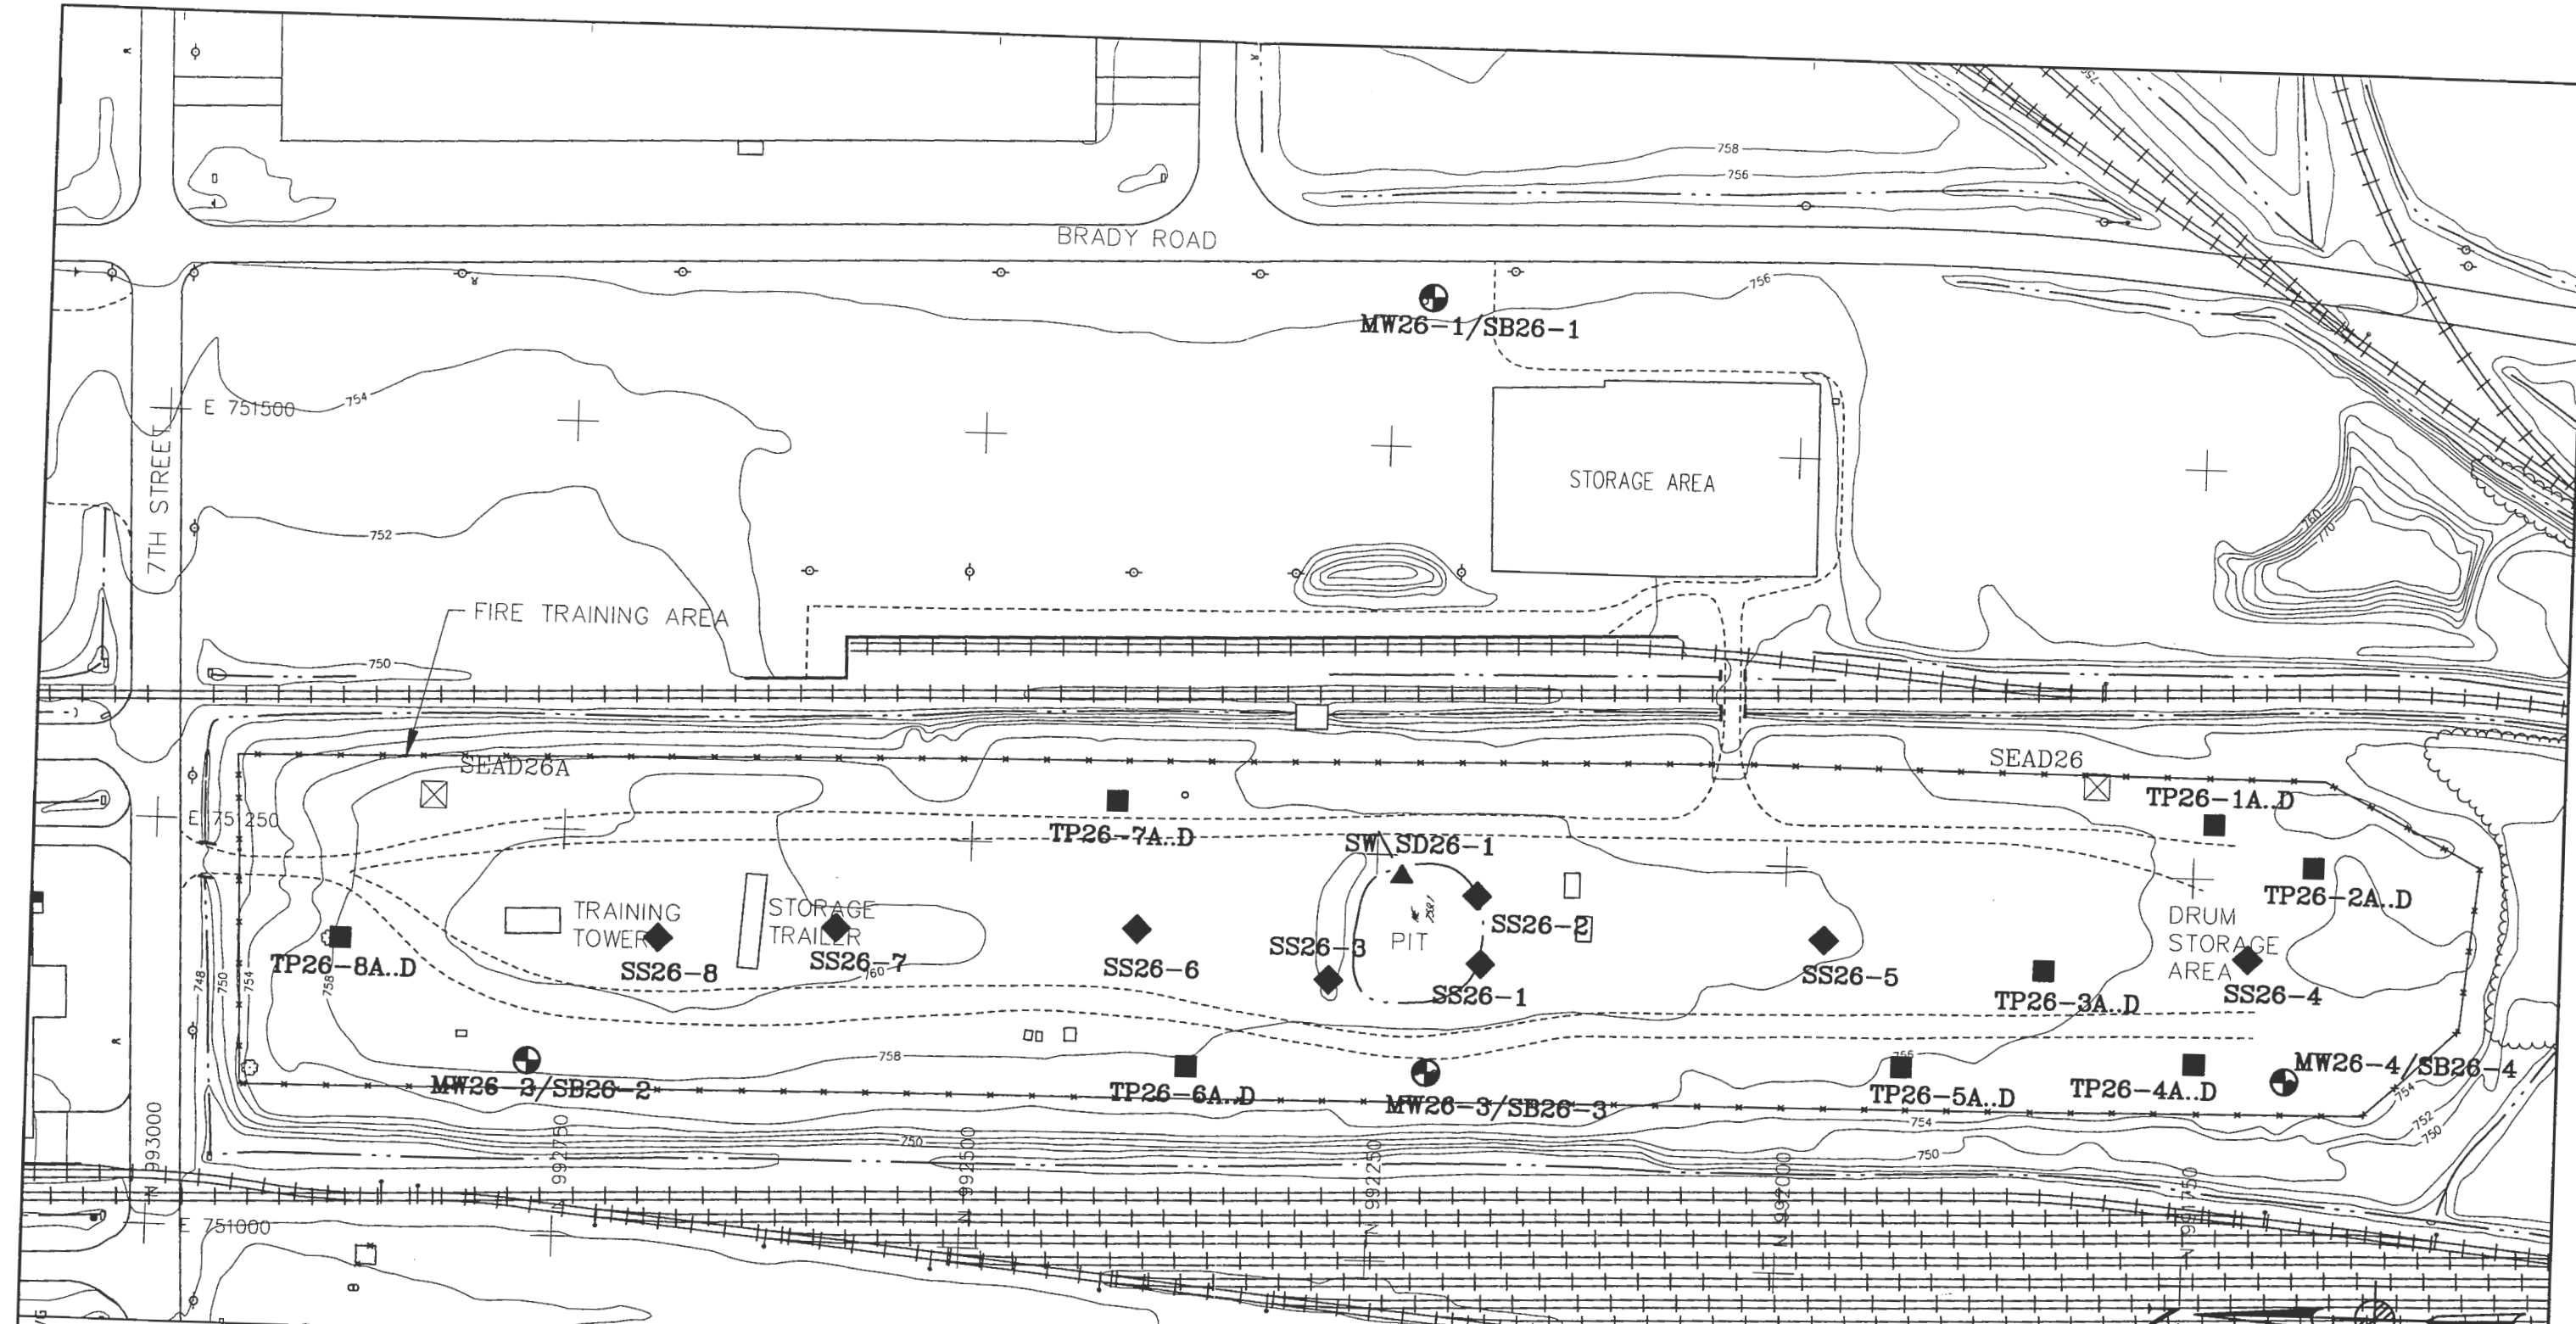 758
756
BRADY ROAD
756
MW26-1/SB26-1
754
E 751500
7TH STREET
STORAGE AREA
760
770
752
FIRE TRAINING AREA
750
SEAD26A
SEAD26
TP26-1A..D
E 751250
TP26-7A..D
SW\SD26-1
TP26-2A..D
TRAINING
TOWER
STORAGE
TRAILER
SS26-2
PIT
DRUM
STORAGE
AREA
SS26-3
TP26-8A..D
SS26-8
SS26-7
760
SS26-6
SS26-1
SS26-5
TP26-3A..D
SS26-4
748
750
754
758
758
756
MW26-2/SB26-2
TP26-6A..D
MW26-3/SB26-3
TP26-5A..D
TP26-4A..D
MW26-4/SB26-4
754
752
750
754
750
750
N 993000
N 992750
N 992500
N 992250
N 992000
N 991750
E 751000